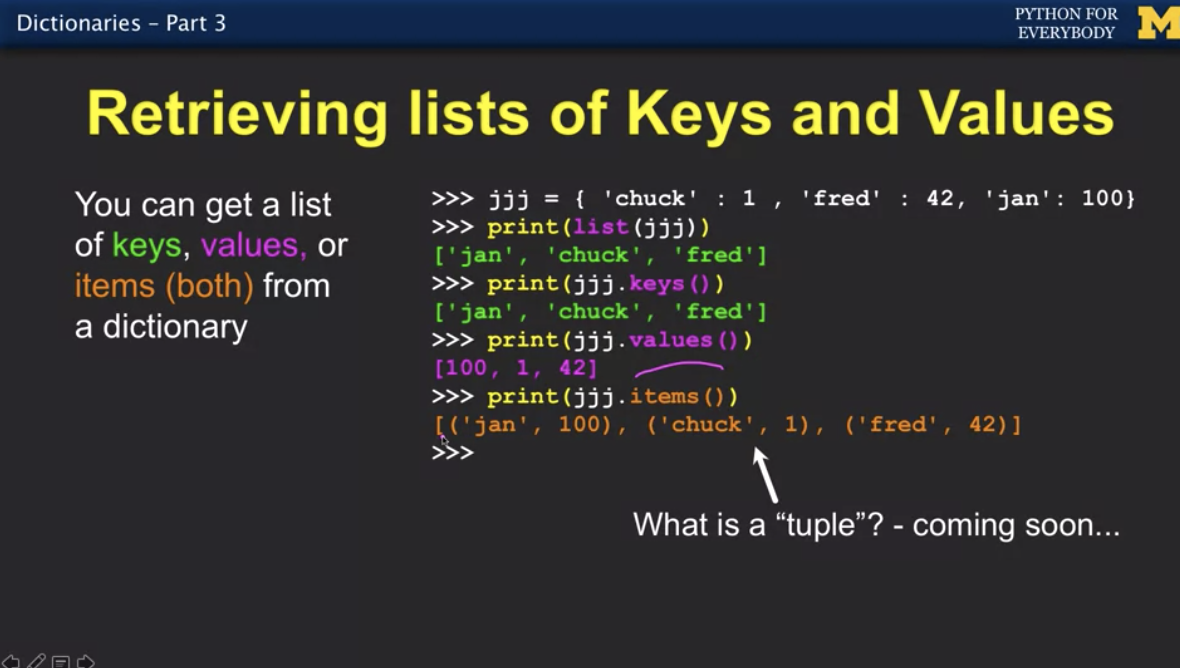 Dictionaries – Part 3
PYTHON FOR
EVERYBODY
M
Retrieving lists of Keys and Values
You can get a list
of keys, values, or
items (both) from
a dictionary
>>> jjj = { 'chuck' : 1 , 'fred' : 42, 'jan': 100}
>>> print(list(jjj))
['jan', 'chuck', 'fred']
>>> print(jjj.keys())
['jan', 'chuck', 'fred']
>>> print(jjj.values())
[100, 1, 42]
>>> print(jjj.items())
[('jan', 100), ('chuck', 1), ('fred', 42)]
>>>
What is a “tuple”? - coming soon...